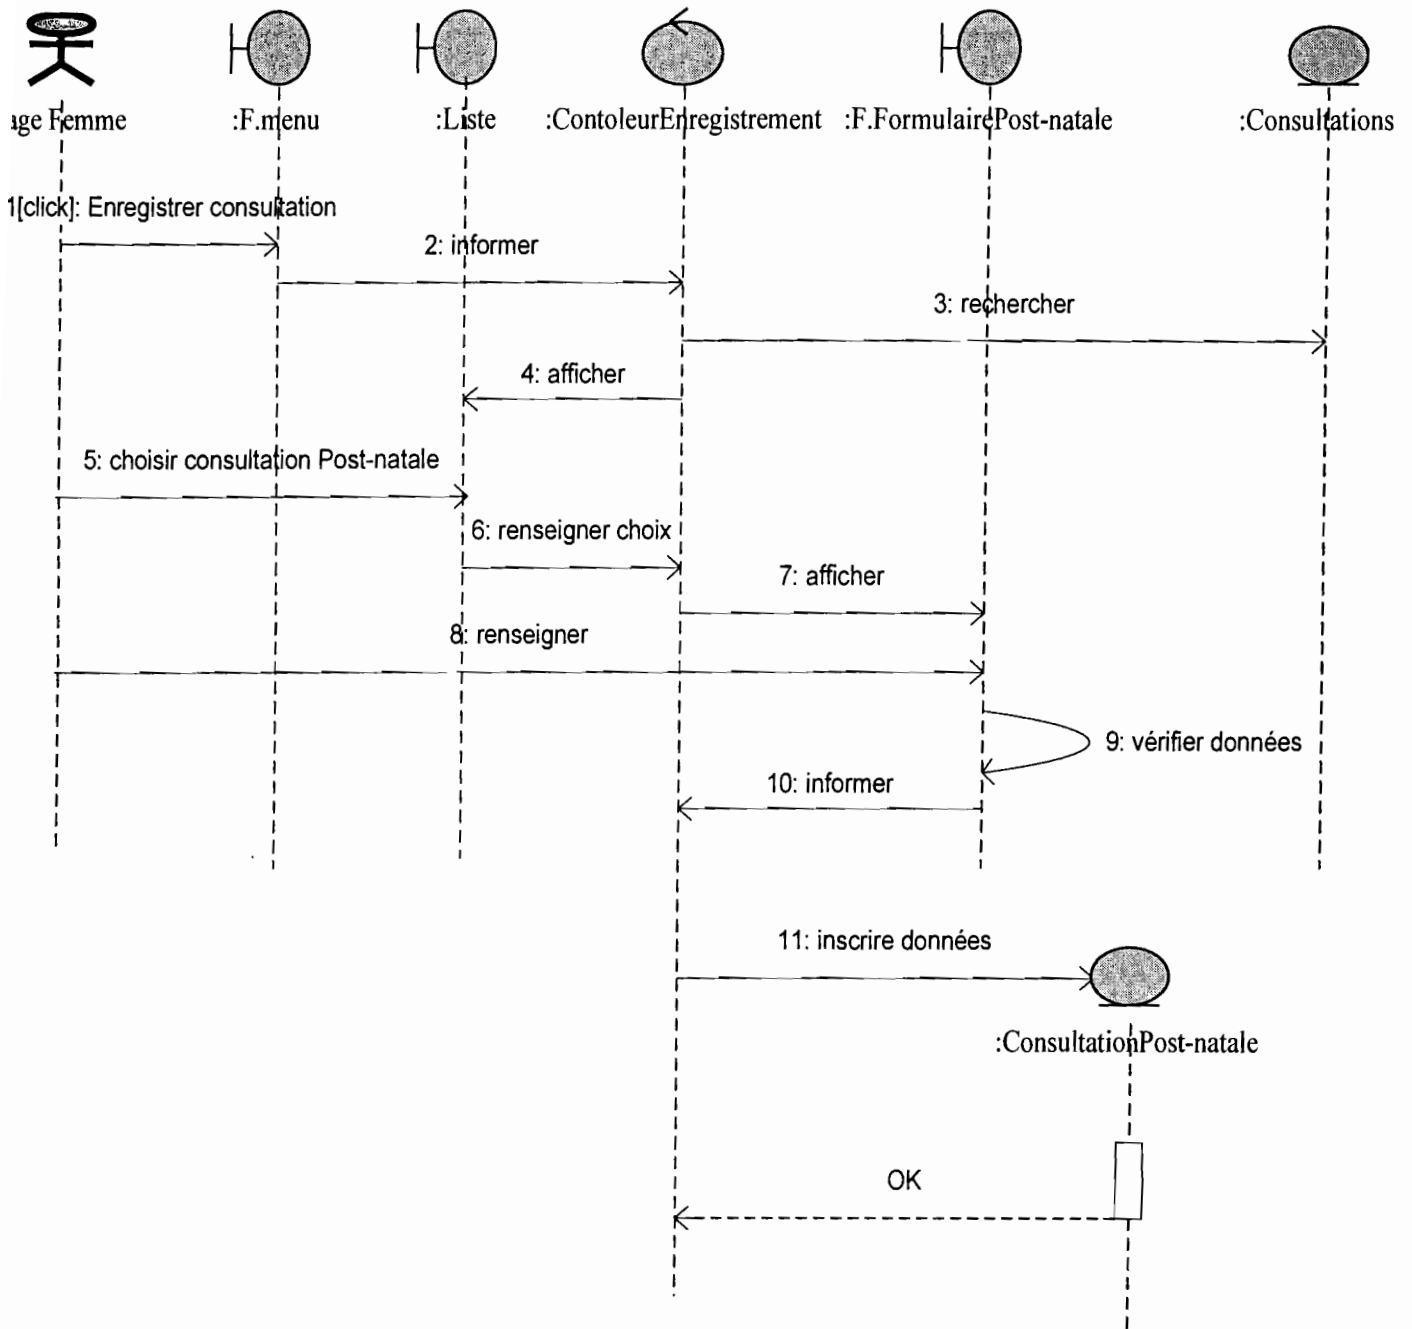 age Femme :F.menu :Liste :ContoleurEnregistrement :F.FormulairePost-natale :Consultations
1[click]: Enregistrer consultation
2: informer
3: rechercher
4: afficher
5: choisir consultation Post-natale
6: renseigner choix
7: afficher
8: renseigner
9: vérifier données
10: informer
11: inscrire données
:ConsultationPost-natale
OK